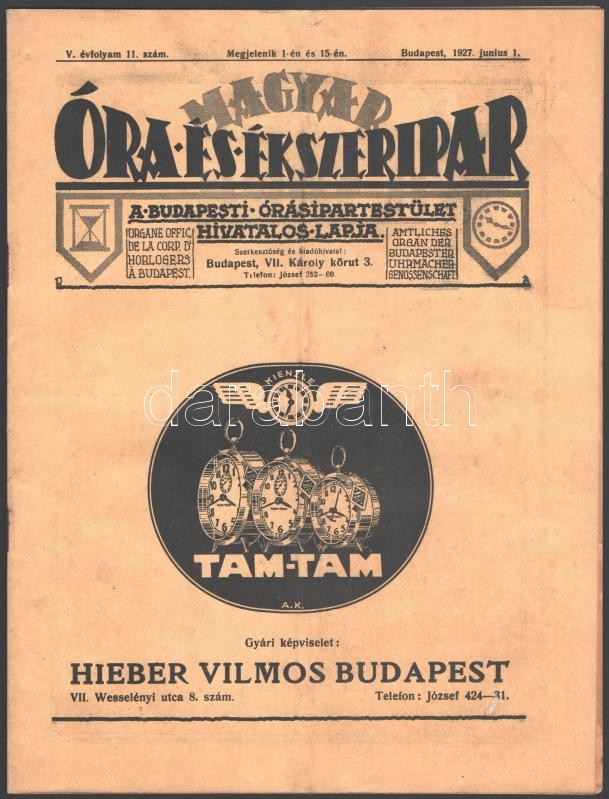 V. évfolyam 11. szám. Megjelenik 1-én és 15-én. Budapest, 1927. junius 1.
MAGYAR
ÓRA-ÉS-ÉKSZERIPAR
A-BUDAPESTI-ÓRÁSIPARTESTÜLET
HIVATALOS-LAPJA.
ORGANE OFFIC.
DE LA CORP. D'
HORLOGERS
À BUDAPEST.
Szerkesztőség és kiadóhivatal:
Budapest, VII. Károly körut 3.
Telefon: József 352—60.
AMTLICHES
ORGAN DER
BUDAPESTER
UHRMACHER
GENOSSENSCHAFT
KIENZLE
darabanth
TAM-TAM
A.K.
Gyári képviselet:
HIEBER VILMOS BUDAPEST
VII. Wesselényi utca 8. szám. Telefon: József 424—31.